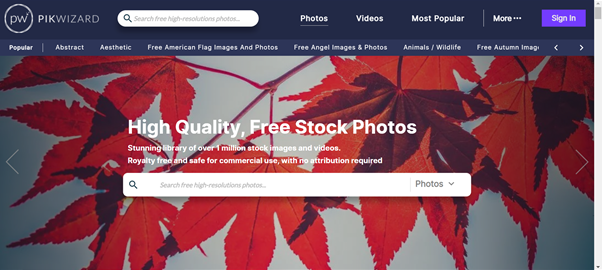 pw PIKWIZARD
Search free high-resolutions photos...
Photos
Videos
Most Popular
More
Sign In
Popular
Abstract
Aesthetic
Free American Flag Images And Photos
Free Angel Images & Photos
Animals / Wildlife
Free Autumn Imag
High Quality, Free Stock Photos
Stunning library of over 1 million stock images and videos.
Royalty free and safe for commercial use, with no attribution required
Search free high-resolutions photos...
Photos